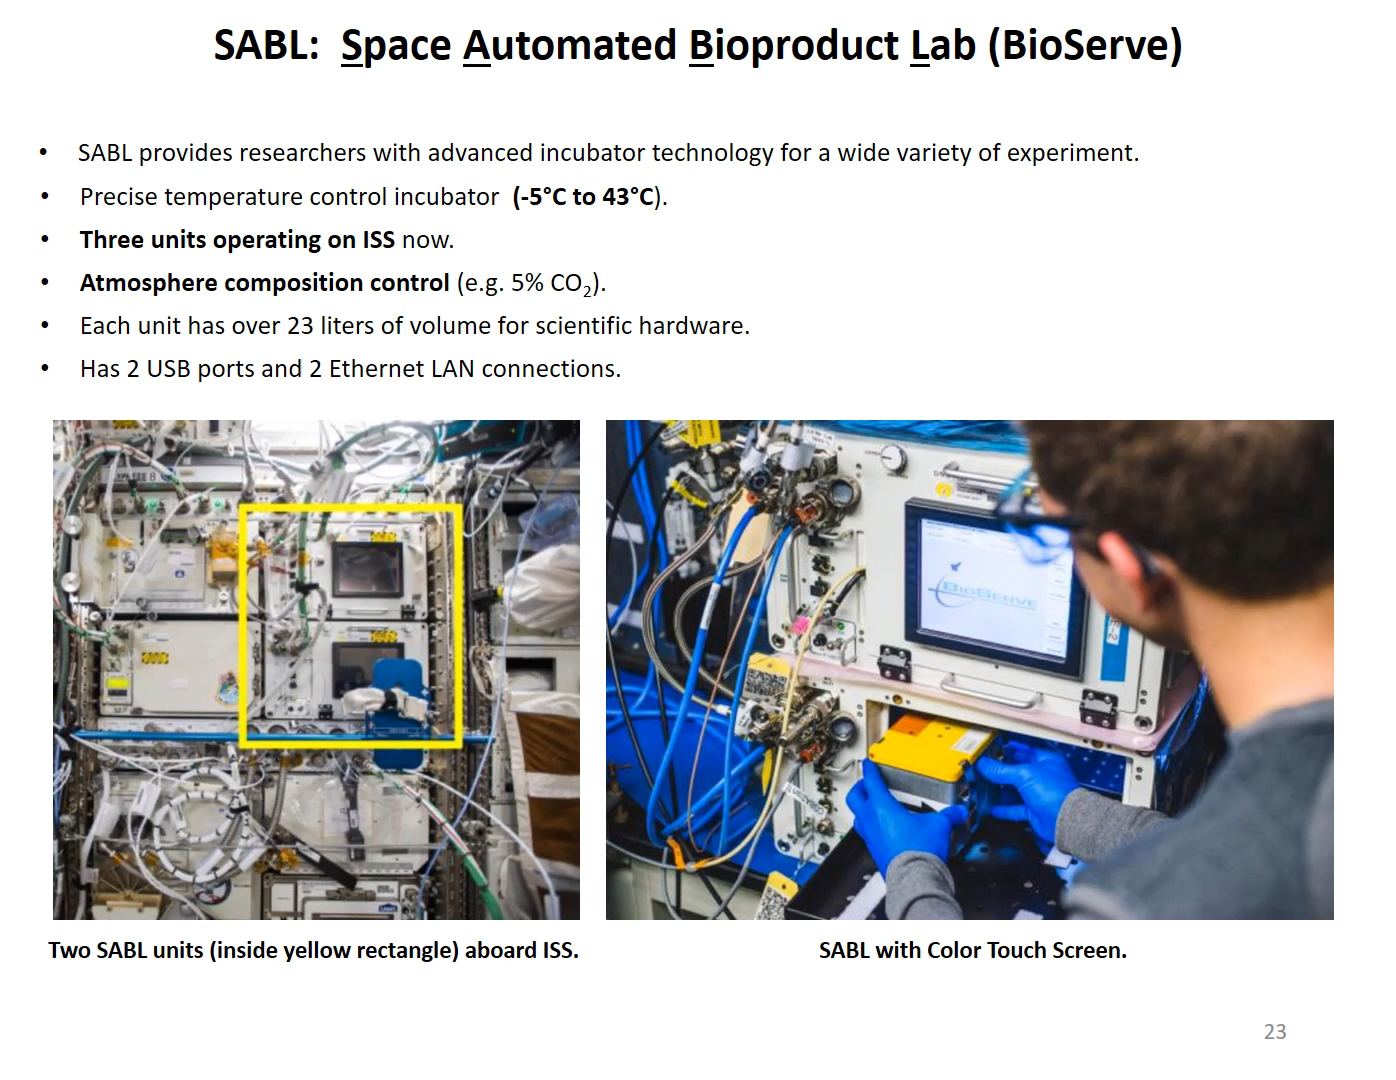 SABL: Space Automated Bioproduct Lab (BioServe)
• SABL provides researchers with advanced incubator technology for a wide variety of experiment.
• Precise temperature control incubator (-5°C to 43°C).
• Three units operating on ISS now.
• Atmosphere composition control (e.g. 5% CO₂).
• Each unit has over 23 liters of volume for scientific hardware.
• Has 2 USB ports and 2 Ethernet LAN connections.
BIOSERVE
Two SABL units (inside yellow rectangle) aboard ISS.
SABL with Color Touch Screen.
23